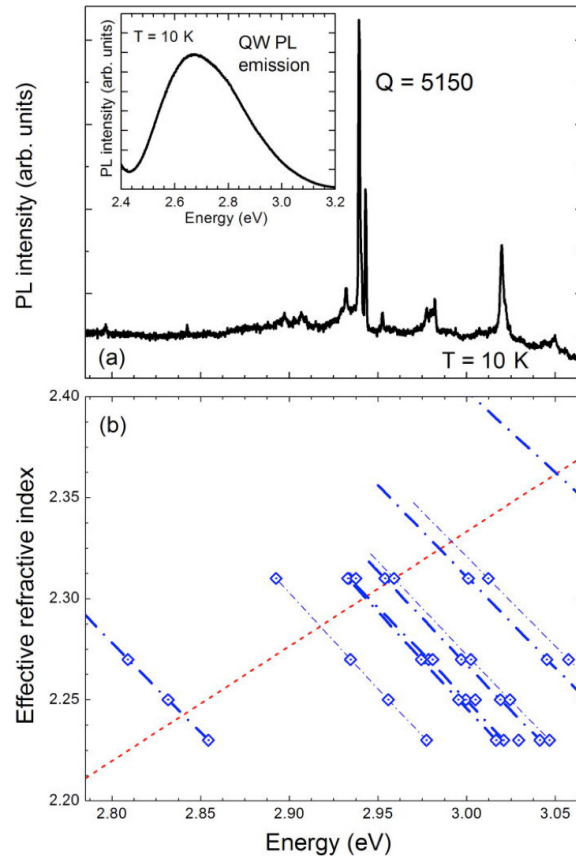 T = 10 K
QW PL
emission
PL intensity (arb. units)
2.4 2.6 2.8 3.0 3.2
Energy (eV)
Q = 5150
PL intensity (arb. units)
(a)
T = 10 K
(b)
2.40
2.35
2.30
2.25
2.20
Effective refractive index
2.80 2.85 2.90 2.95 3.00 3.05
Energy (eV)